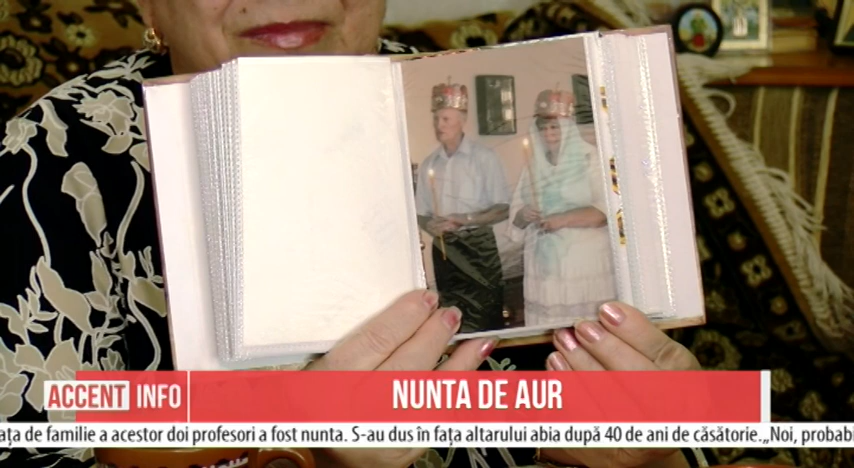 ACCENT INFO
NUNTA DE AUR
ața de familie a acestor doi profesori a fost nunta. S-au dus în fața altarului abia după 40 de ani de căsătorie.„Noi, probabi